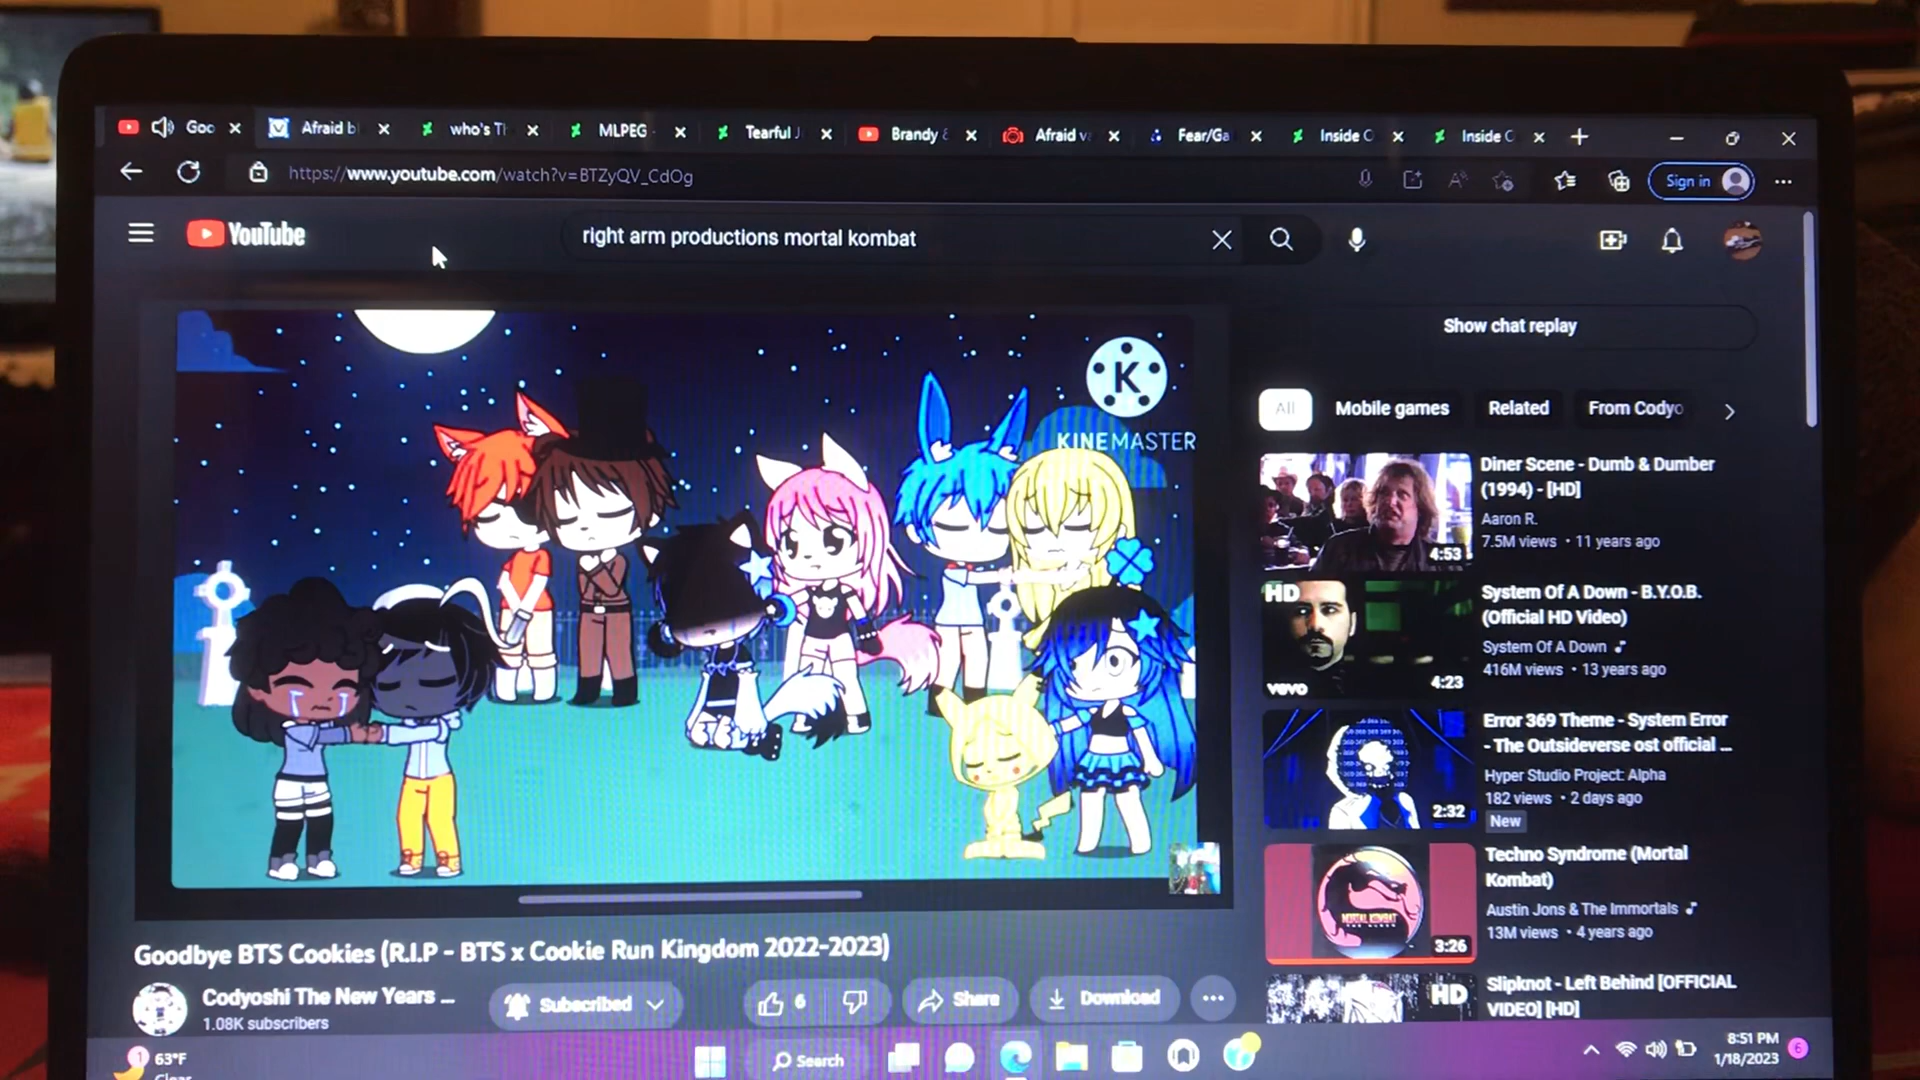 Goo
Afraid b
who's Th
MLPEG
Tearful J
Brandy &
Afraid v
Fear/Ga
Inside C
Inside C
https://www.youtube.com/watch?v=BTZyQV_CdOg
Sign in
YouTube
right arm productions mortal kombat
Show chat replay
K
KINEMASTER
All
Mobile games
Related
From Codyo
Diner Scene - Dumb & Dumber
(1994) - [HD]
Aaron R.
7.5M views • 11 years ago
4:53
HD
vevo
4:23
System Of A Down - B.Y.O.B.
(Official HD Video)
System Of A Down
416M views • 13 years ago
2:32
Error 369 Theme - System Error
- The Outsideverse ost official ...
Hyper Studio Project: Alpha
182 views • 2 days ago
New
MORTAL KOMBAT
3:26
Techno Syndrome (Mortal
Kombat)
Austin Jons & The Immortals
13M views • 4 years ago
HD
Slipknot - Left Behind [OFFICIAL
VIDEO] [HD]
Goodbye BTS Cookies (R.I.P - BTS x Cookie Run Kingdom 2022-2023)
Codyoshi The New Years ...
1.08K subscribers
Subscribed
6
Share
Download
1
63°F
Clear
Search
8:51 PM
1/18/2023
6